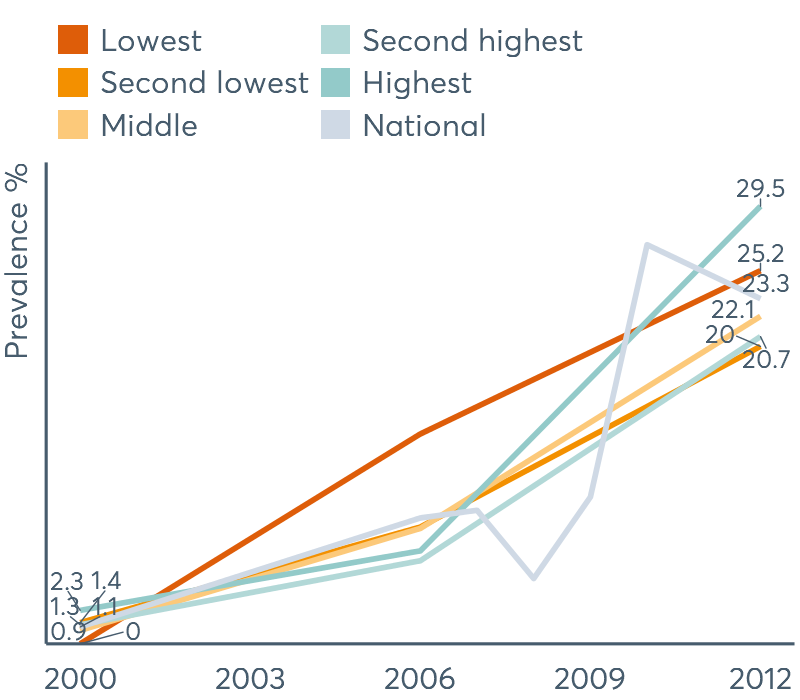 Lowest
Second lowest
Middle
Second highest
Highest
National
Prevalence %
29.5
25.2
23.3
22.1
20
20.7
2.3 1.4
1.3 1.1
0.9 0
2000 2003 2006 2009 2012